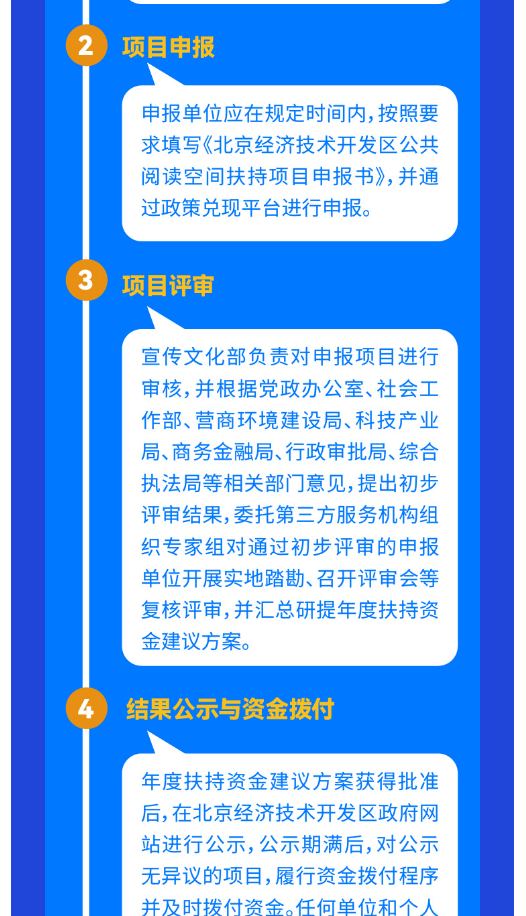 2 项目申报
申报单位应在规定时间内，按照要
求填写《北京经济技术开发区公共
阅读空间扶持项目申报书》，并通
过政策兑现平台进行申报。
3 项目评审
宣传文化部负责对申报项目进行
审核，并根据党政办公室、社会工
作部、营商环境建设局、科技产业
局、商务金融局、行政审批局、综合
执法局等相关部门意见，提出初步
评审结果，委托第三方服务机构组
织专家组对通过初步评审的申报
单位开展实地踏勘、召开评审会等
复核评审，并汇总研提年度扶持资
金建议方案。
4 结果公示与资金拨付
年度扶持资金建议方案获得批准
后，在北京经济技术开发区政府网
站进行公示，公示期满后，对公示
无异议的项目，履行资金拨付程序
并及时拨付资金。任何单位和个人